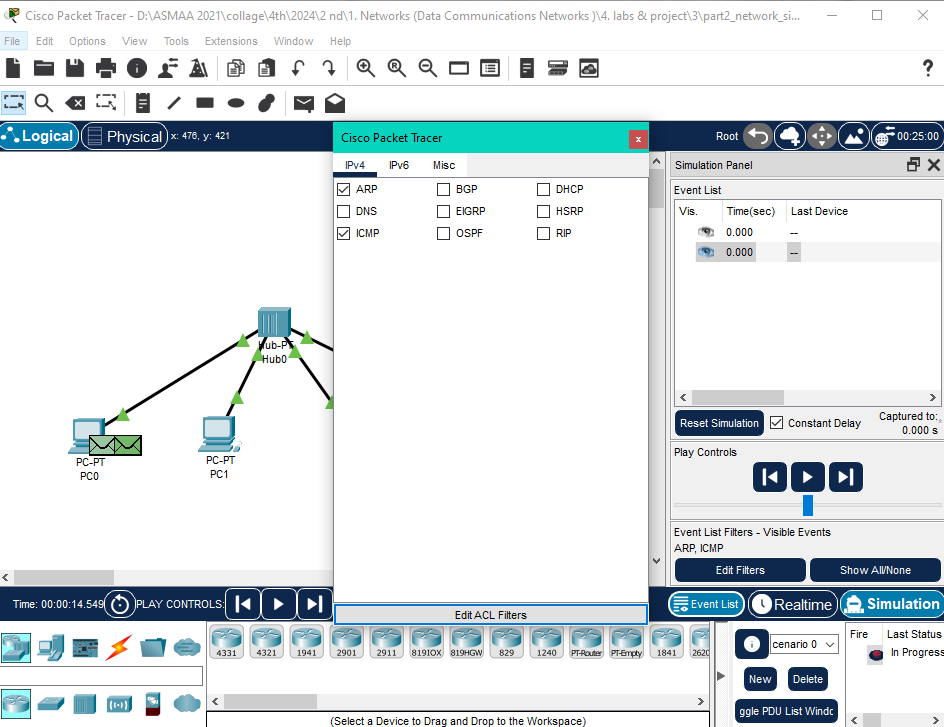 Cisco Packet Tracer - D:\ASMAA 2021\collage\4th\2024\2 nd\1. Networks (Data Communications Networks )\4. labs & project\3\part2_network_si...
File Edit Options View Tools Extensions Window Help
Logical Physical x: 476, y: 421
Root 00:25:00
Cisco Packet Tracer x
IPv4 IPv6 Misc
ARP BGP DHCP
DNS EIGRP HSRP
ICMP OSPF RIP
Edit ACL Filters
Hub-PT
Hub0
PC-PT
PC0
PC-PT
PC1
Simulation Panel
Event List
Vis. Time(sec) Last Device
0.000 --
0.000 --
Reset Simulation Constant Delay Captured to:
0.000 s
Play Controls
Event List Filters - Visible Events
ARP, ICMP
Edit Filters Show All/None
Time: 00:00:14.549 PLAY CONTROLS:
Event List Realtime Simulation
4331 4321 1941 2901 2911 819IOX 819HGW 829 1240 PT-Router PT-Empty 1841 2620
(Select a Device to Drag and Drop to the Workspace)
cenario 0
New Delete
ggle PDU List Windo
Fire Last Status
In Progress